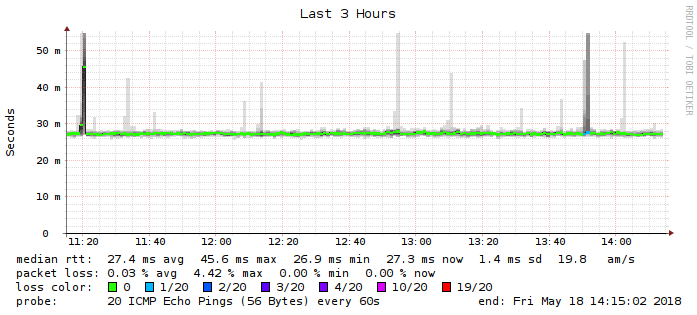 Last 3 Hours
RRDTOOL / TOBI OETIKER
Seconds
50 m
40 m
30 m
20 m
10 m
0
11:20 11:40 12:00 12:20 12:40 13:00 13:20 13:40 14:00
median rtt: 27.4 ms avg 45.6 ms max 26.9 ms min 27.3 ms now 1.4 ms sd 19.8 am/s
packet loss: 0.03 % avg 4.42 % max 0.00 % min 0.00 % now
loss color: 0 1/20 2/20 3/20 4/20 10/20 19/20
probe: 20 ICMP Echo Pings (56 Bytes) every 60s end: Fri May 18 14:15:02 2018